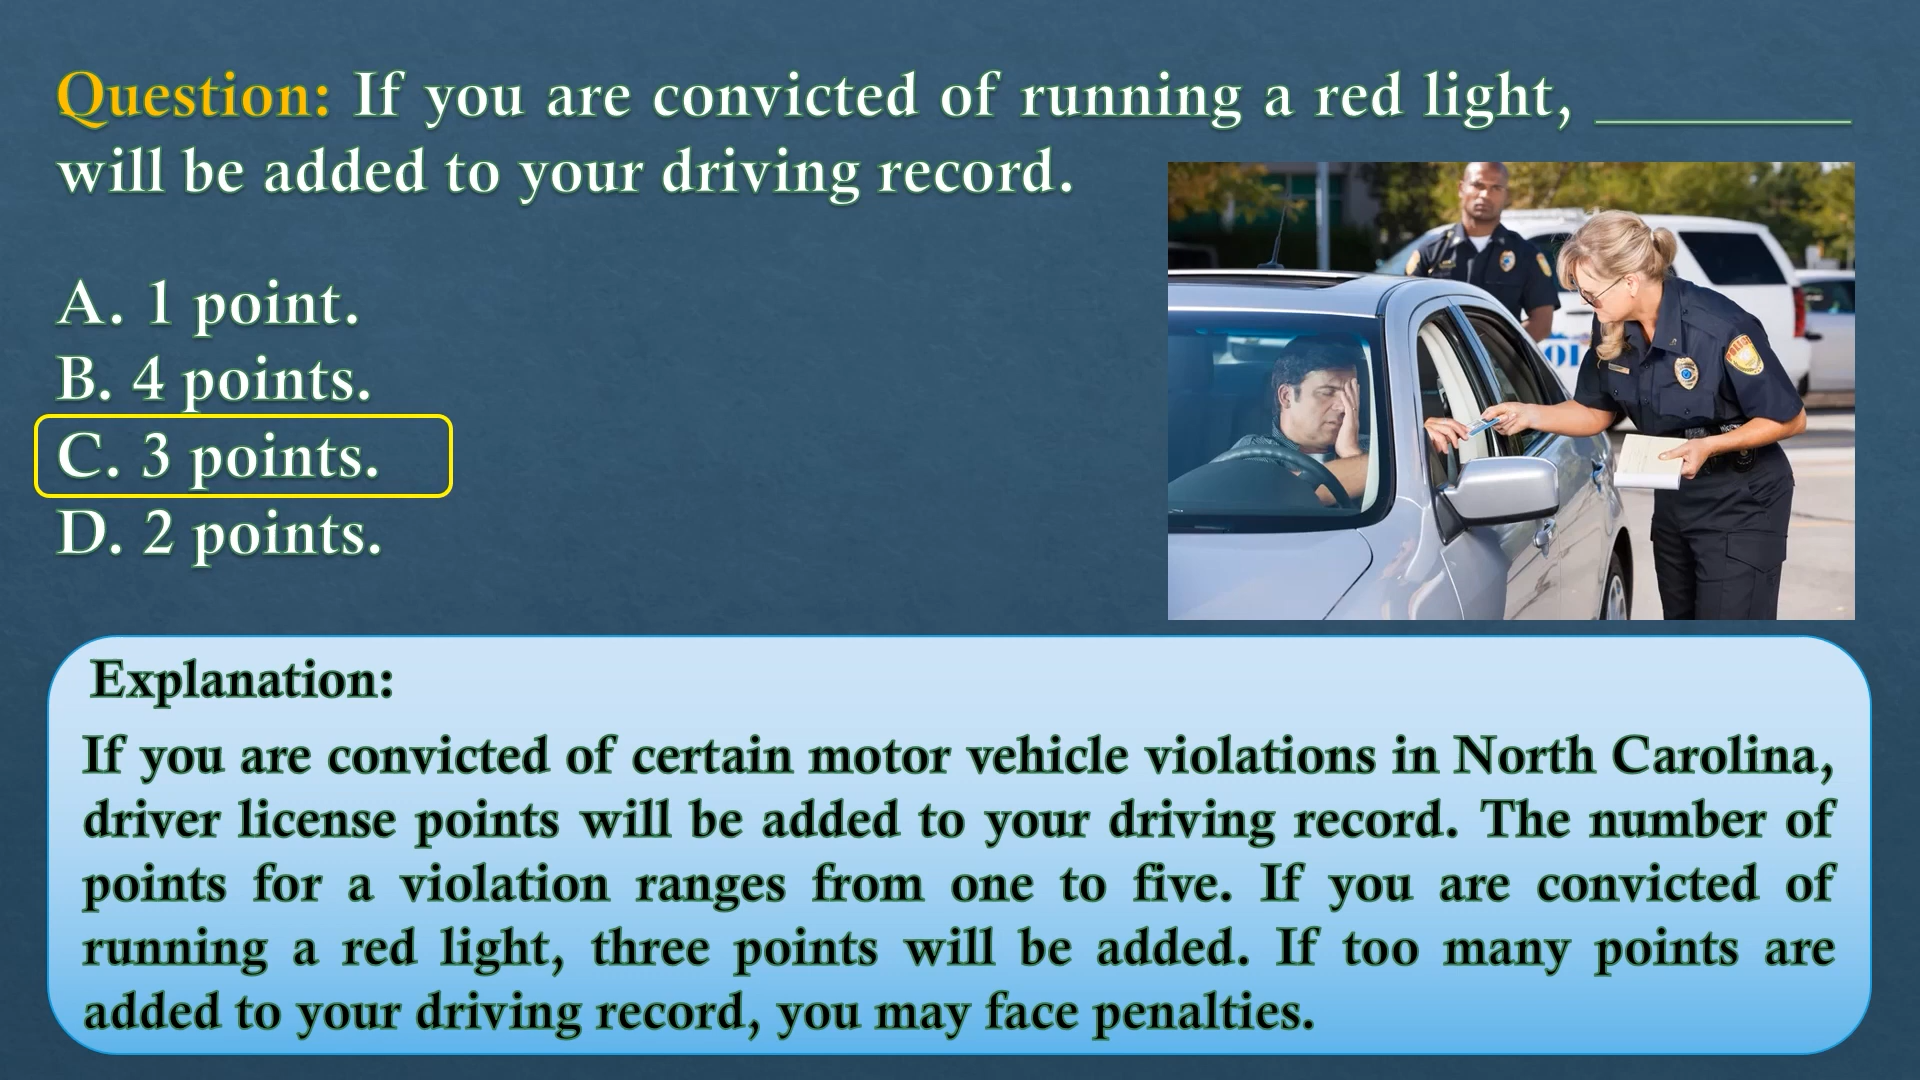 Question: If you are convicted of running a red light, ________
will be added to your driving record.
A. 1 point.
B. 4 points.
C. 3 points.
D. 2 points.
Explanation:
If you are convicted of certain motor vehicle violations in North Carolina,
driver license points will be added to your driving record. The number of
points for a violation ranges from one to five. If you are convicted of
running a red light, three points will be added. If too many points are
added to your driving record, you may face penalties.